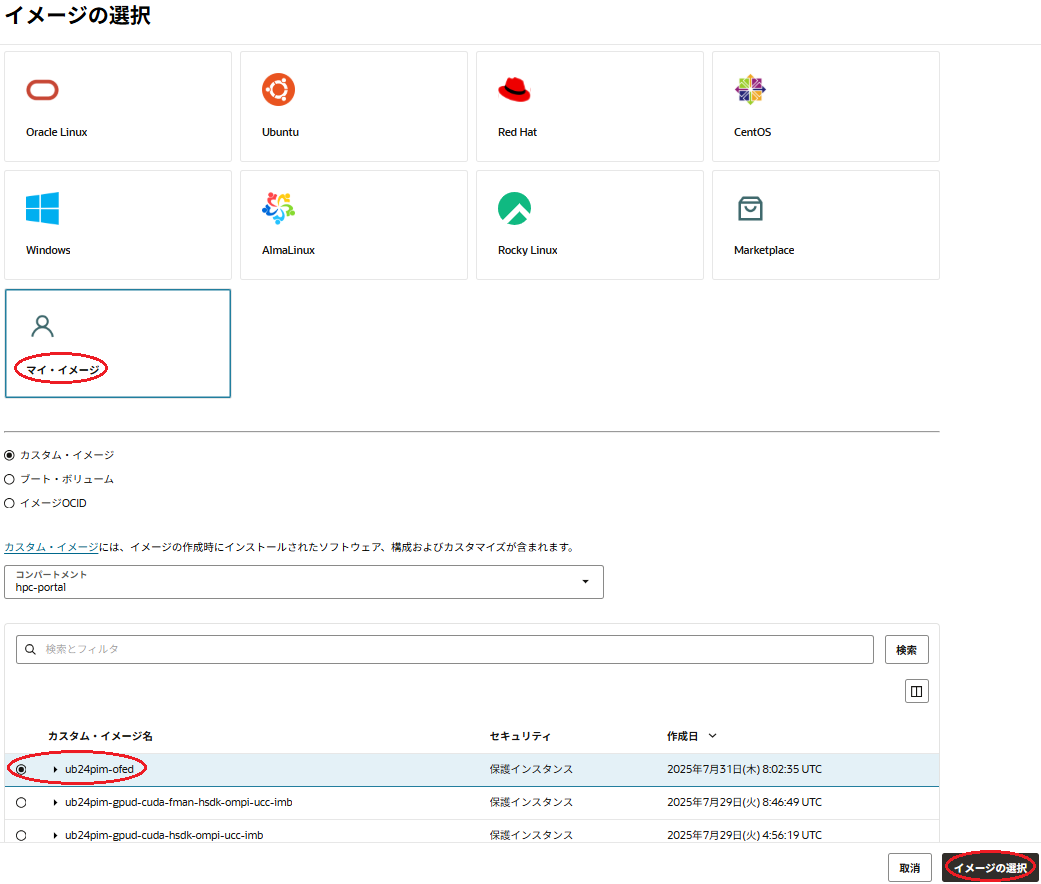 イメージの選択
Oracle Linux
Ubuntu
Red Hat
CentOS
Windows
AlmaLinux
Rocky Linux
Marketplace
マイ・イメージ
カスタム・イメージ
ブート・ボリューム
イメージOCID
カスタム・イメージには、イメージの作成時にインストールされたソフトウェア、構成およびカスタマイズが含まれます。
コンパートメント
hpc-portal
検索とフィルタ
検索
カスタム・イメージ名 セキュリティ 作成日
ub24pim-ofed 保護インスタンス 2025年7月31日(木) 8:02:35 UTC
ub24pim-gpud-cuda-fman-hsdk-ompi-ucc-imb 保護インスタンス 2025年7月29日(火) 8:46:49 UTC
ub24pim-gpud-cuda-hsdk-ompi-ucc-imb 保護インスタンス 2025年7月29日(火) 4:56:19 UTC
取消
イメージの選択